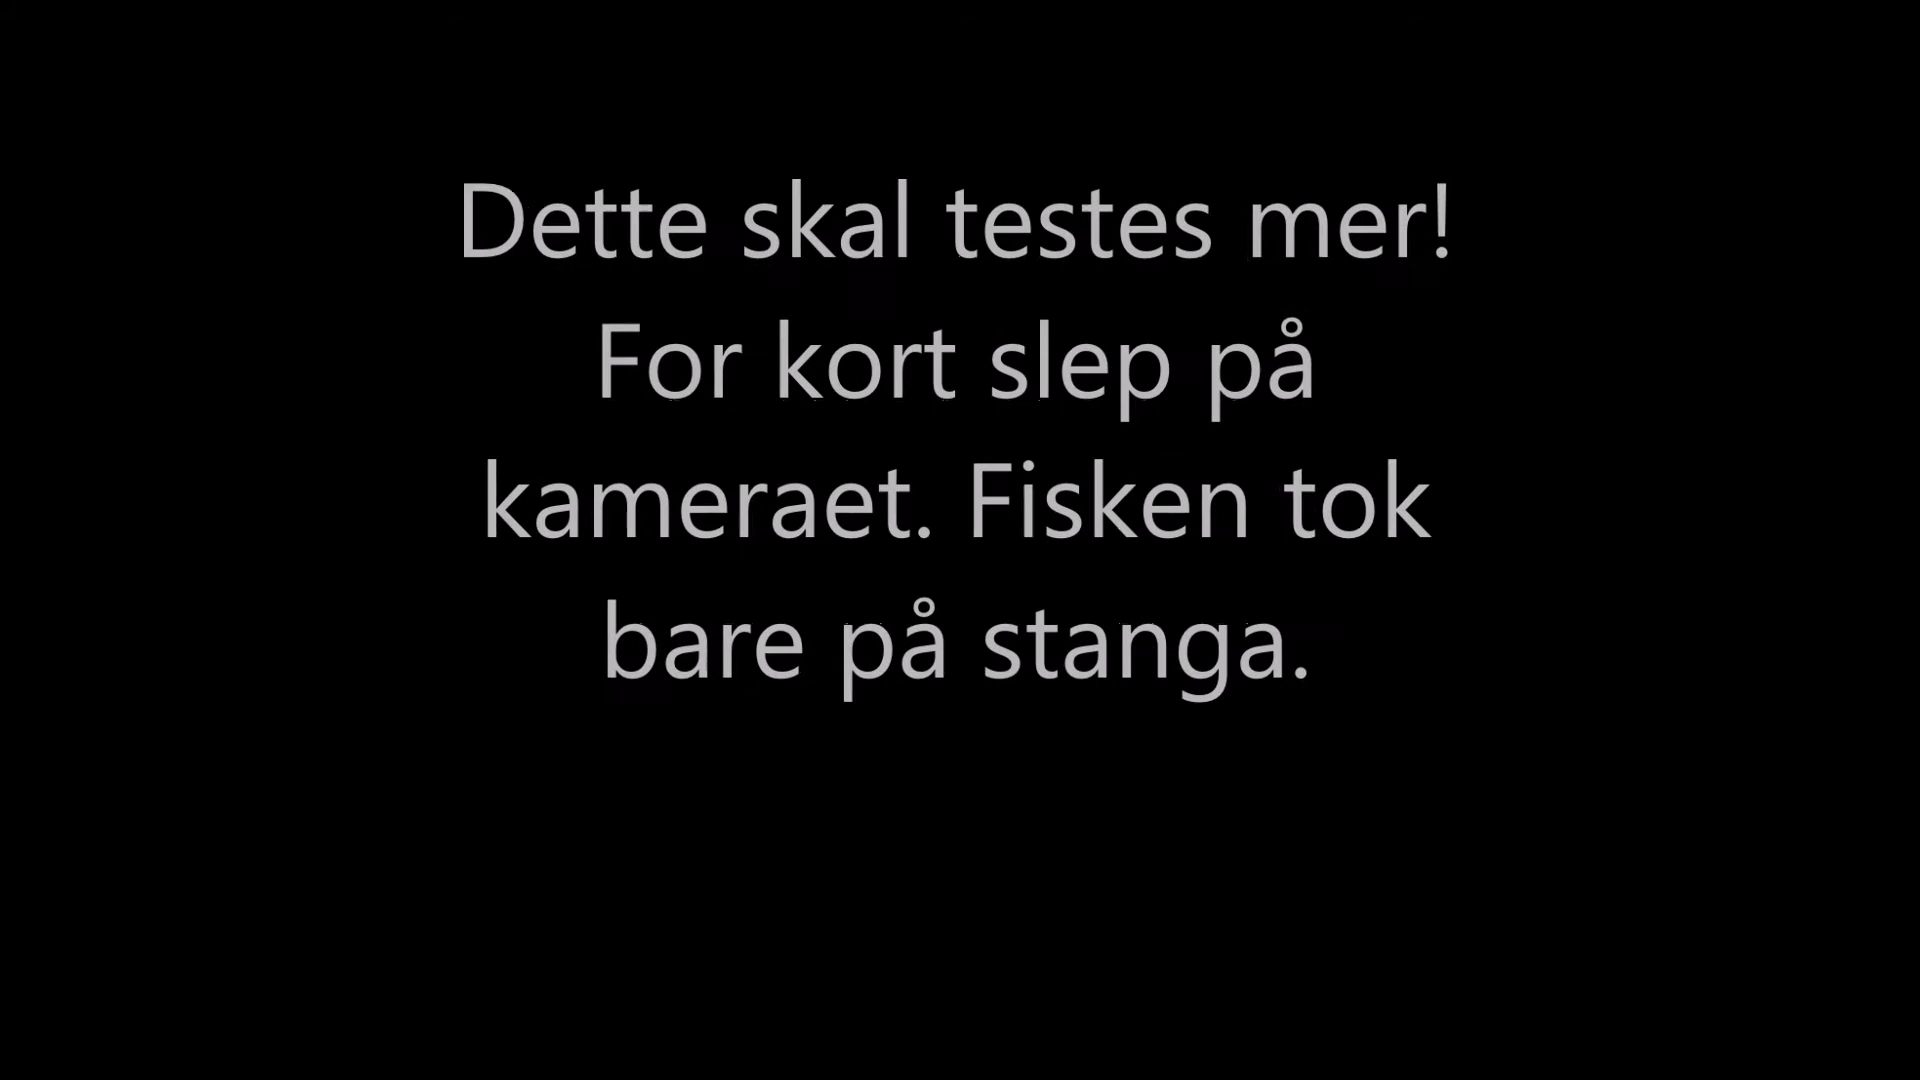 Dette skal testes mer!
For kort slep på
kameraet. Fisken tok
bare på stanga.